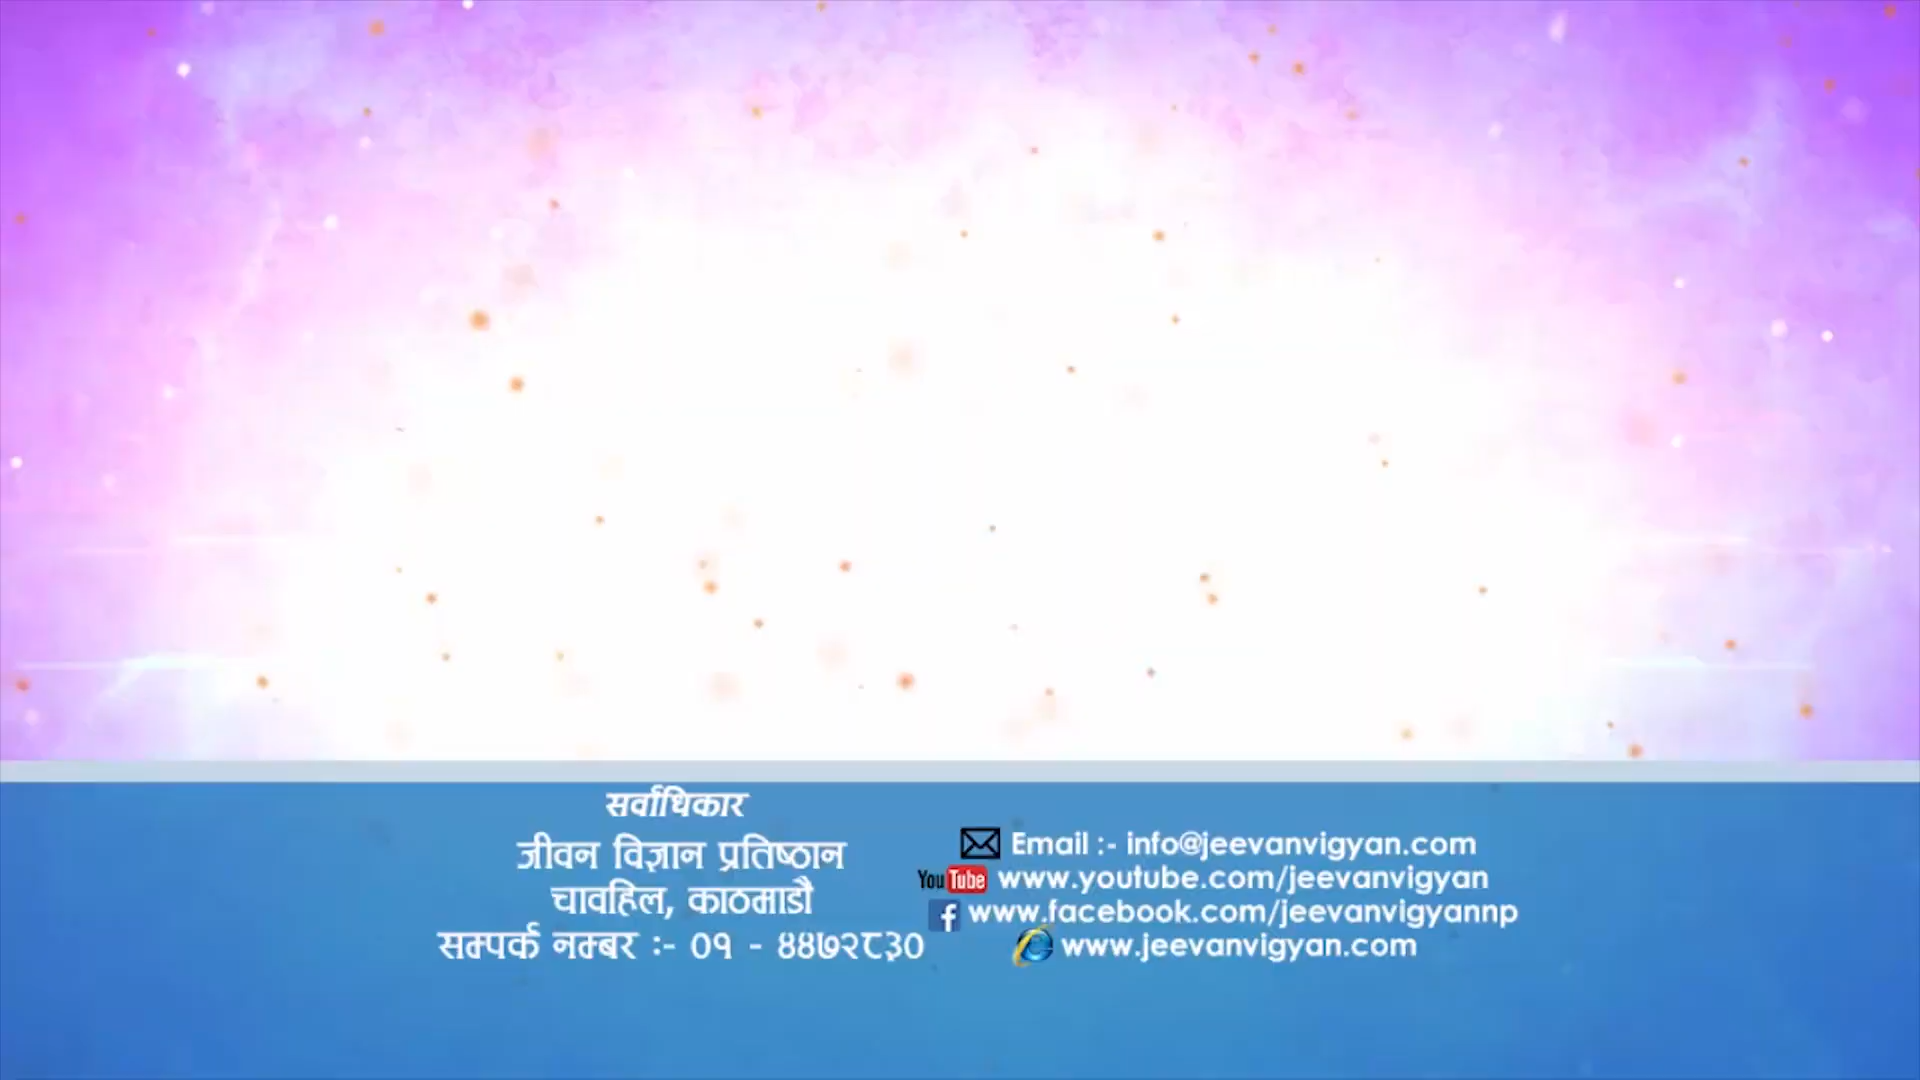 सर्वाधिकार
जीवन विज्ञान प्रतिष्ठान
चावहिल, काठमाडौ
सम्पर्क नम्बर :- ०१ - ४४७२८३०
Email :- info@jeevanvigyan.com
YouTube www.youtube.com/jeevanvigyan
f www.facebook.com/jeevanvigyannp
www.jeevanvigyan.com